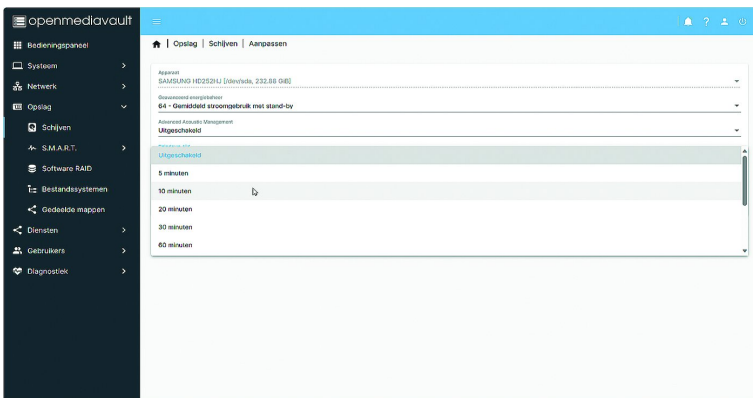 openmediavault
Bedieningspaneel
Systeem
Netwerk
Opslag
Schijven
S.M.A.R.T.
Software RAID
Bestandssystemen
Gedeelde mappen
Diensten
Gebruikers
Diagnostiek
Opslag | Schijven | Aanpassen
Apparaat
SAMSUNG HD252HJ [/dev/sda, 232.88 GiB]
Geavanceerd energiebeheer
64 - Gemiddeld stroomgebruik met stand-by
Advanced Acoustic Management
Uitgeschakeld
Uitgeschakeld
5 minuten
10 minuten
20 minuten
30 minuten
60 minuten